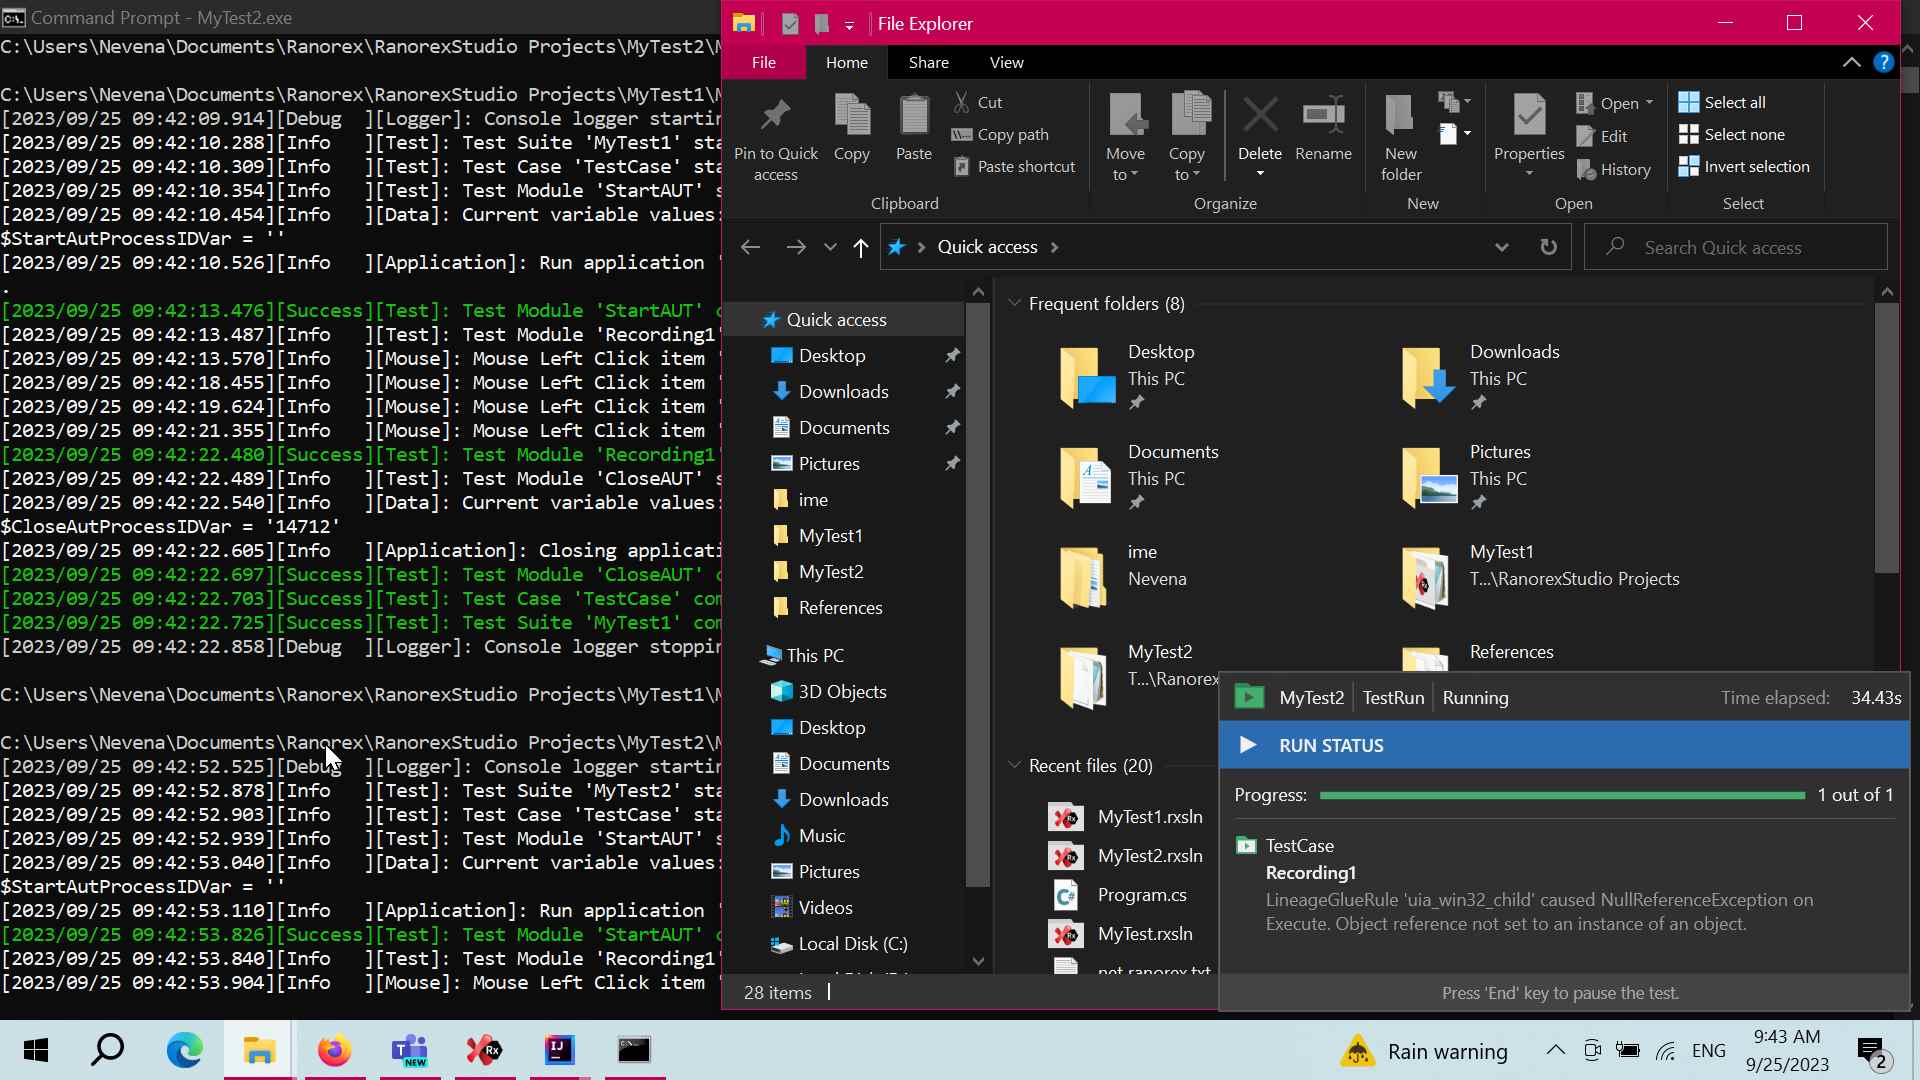 Command Prompt - MyTest2.exe
C:\Users\Nevena\Documents\Ranorex\RanorexStudio Projects\MyTest2\
C:\Users\Nevena\Documents\Ranorex\RanorexStudio Projects\MyTest1\
[2023/09/25 09:42:09.914][Debug  ][Logger]: Console logger startin
[2023/09/25 09:42:10.288][Info   ][Test]: Test Suite 'MyTest1' sta
[2023/09/25 09:42:10.309][Info   ][Test]: Test Case 'TestCase' sta
[2023/09/25 09:42:10.354][Info   ][Test]: Test Module 'StartAUT' s
[2023/09/25 09:42:10.454][Info   ][Data]: Current variable values:
$StartAutProcessIDVar = ''
[2023/09/25 09:42:10.526][Info   ][Application]: Run application '
.
[2023/09/25 09:42:13.476][Success][Test]: Test Module 'StartAUT' c
[2023/09/25 09:42:13.487][Info   ][Test]: Test Module 'Recording1'
[2023/09/25 09:42:13.570][Info   ][Mouse]: Mouse Left Click item '
[2023/09/25 09:42:18.455][Info   ][Mouse]: Mouse Left Click item '
[2023/09/25 09:42:19.624][Info   ][Mouse]: Mouse Left Click item '
[2023/09/25 09:42:21.355][Info   ][Mouse]: Mouse Left Click item '
[2023/09/25 09:42:22.480][Success][Test]: Test Module 'Recording1'
[2023/09/25 09:42:22.489][Info   ][Test]: Test Module 'CloseAUT' s
[2023/09/25 09:42:22.540][Info   ][Data]: Current variable values:
$CloseAutProcessIDVar = '14712'
[2023/09/25 09:42:22.605][Info   ][Application]: Closing applicati
[2023/09/25 09:42:22.697][Success][Test]: Test Module 'CloseAUT' c
[2023/09/25 09:42:22.703][Success][Test]: Test Case 'TestCase' com
[2023/09/25 09:42:22.725][Success][Test]: Test Suite 'MyTest1' com
[2023/09/25 09:42:22.858][Debug  ][Logger]: Console logger stoppin
C:\Users\Nevena\Documents\Ranorex\RanorexStudio Projects\MyTest1\
C:\Users\Nevena\Documents\Ranorex\RanorexStudio Projects\MyTest2\
[2023/09/25 09:42:52.525][Debug  ][Logger]: Console logger startin
[2023/09/25 09:42:52.878][Info   ][Test]: Test Suite 'MyTest2' sta
[2023/09/25 09:42:52.903][Info   ][Test]: Test Case 'TestCase' sta
[2023/09/25 09:42:52.939][Info   ][Test]: Test Module 'StartAUT' s
[2023/09/25 09:42:53.040][Info   ][Data]: Current variable values:
$StartAutProcessIDVar = ''
[2023/09/25 09:42:53.110][Info   ][Application]: Run application '
[2023/09/25 09:42:53.826][Success][Test]: Test Module 'StartAUT' c
[2023/09/25 09:42:53.840][Info   ][Test]: Test Module 'Recording1'
[2023/09/25 09:42:53.904][Info   ][Mouse]: Mouse Left Click item '
File Explorer
File Home Share View
Pin to Quick access
Copy
Paste
Cut
Copy path
Paste shortcut
Clipboard
Move to
Copy to
Delete
Rename
Organize
New folder
New
Properties
Open
Edit
History
Open
Select all
Select none
Invert selection
Select
Quick access
Search Quick access
Quick access
Desktop
Downloads
Documents
Pictures
ime
MyTest1
MyTest2
References
This PC
3D Objects
Desktop
Documents
Downloads
Music
Pictures
Videos
Local Disk (C:)
Frequent folders (8)
Desktop
This PC
Downloads
This PC
Documents
This PC
Pictures
This PC
ime
Nevena
MyTest1
T...\RanorexStudio Projects
MyTest2
T...\Ranorex
References
Recent files (20)
MyTest1.rxsln
MyTest2.rxsln
Program.cs
MyTest.rxsln
net.ranorex.txt
28 items
MyTest2 TestRun Running Time elapsed: 34.43s
RUN STATUS
Progress: 1 out of 1
TestCase
Recording1
LineageGlueRule 'uia_win32_child' caused NullReferenceException on
Execute. Object reference not set to an instance of an object.
Press 'End' key to pause the test.
NEW
Rx
IJ
Rain warning
ENG
9:43 AM
9/25/2023
2